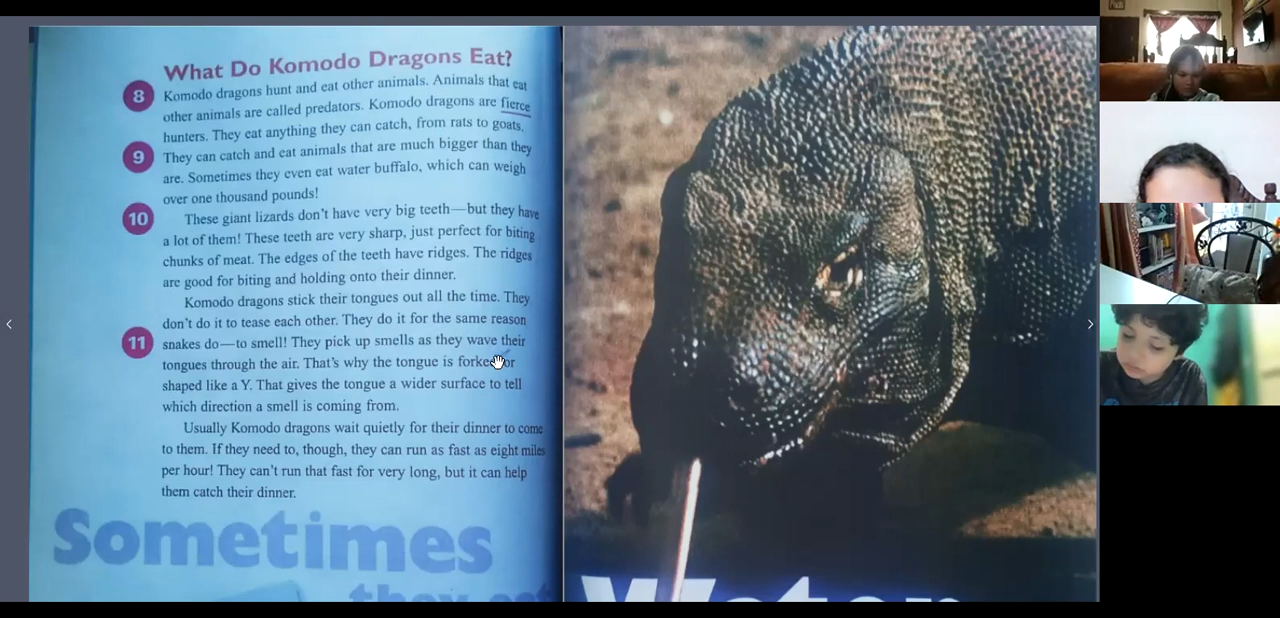 What Do Komodo Dragons Eat?
8
Komodo dragons hunt and eat other animals. Animals that eat
other animals are called predators. Komodo dragons are fierce
hunters. They eat anything they can catch, from rats to goats.
9
They can catch and eat animals that are much bigger than they
are. Sometimes they even eat water buffalo, which can weigh
over one thousand pounds!
10
These giant lizards don't have very big teeth—but they have
a lot of them! These teeth are very sharp, just perfect for biting
chunks of meat. The edges of the teeth have ridges. The ridges
are good for biting and holding onto their dinner.
Komodo dragons stick their tongues out all the time. They
don't do it to tease each other. They do it for the same reason
11
snakes do—to smell! They pick up smells as they wave their
tongues through the air. That's why the tongue is forked or
shaped like a Y. That gives the tongue a wider surface to tell
which direction a smell is coming from.
Usually Komodo dragons wait quietly for their dinner to come
to them. If they need to, though, they can run as fast as eight miles
per hour! They can't run that fast for very long, but it can help
them catch their dinner.
Sometimes
they eat
Water